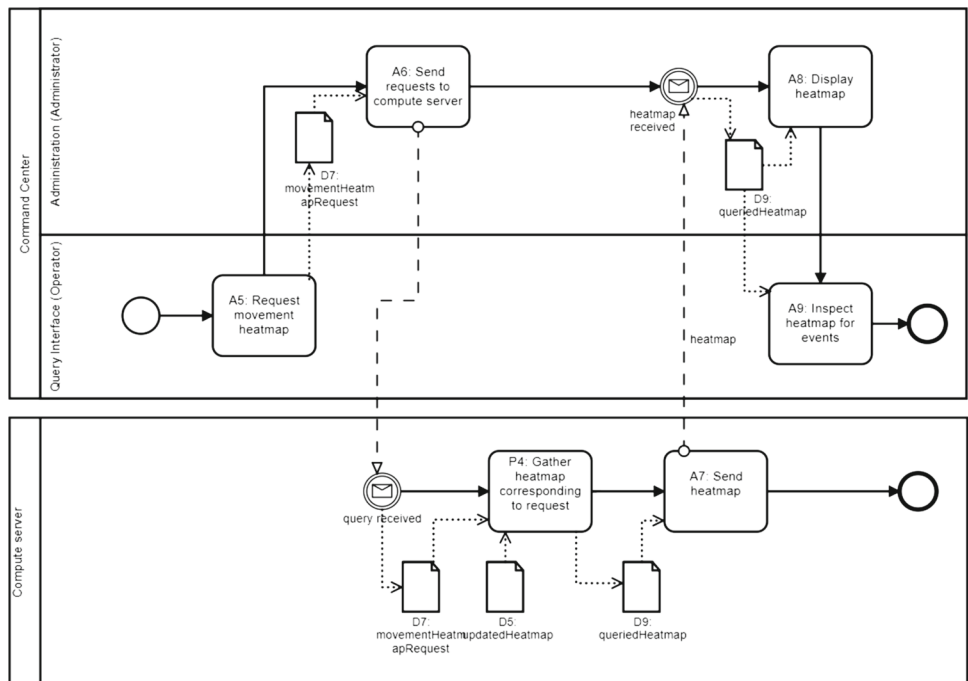 Command Center
Administration (Administrator)
A6: Send
requests to
compute server
heatmap
received
A8: Display
heatmap
D7:
movementHeatm
apRequest
D9:
queriedHeatmap
Query Interface (Operator)
A5: Request
movement
heatmap
heatmap
A9: Inspect
heatmap for
events
Compute server
query received
P4: Gather
heatmap
corresponding
to request
A7: Send
heatmap
D7:
movementHeatm
apRequest
D5:
updatedHeatmap
D9:
queriedHeatmap